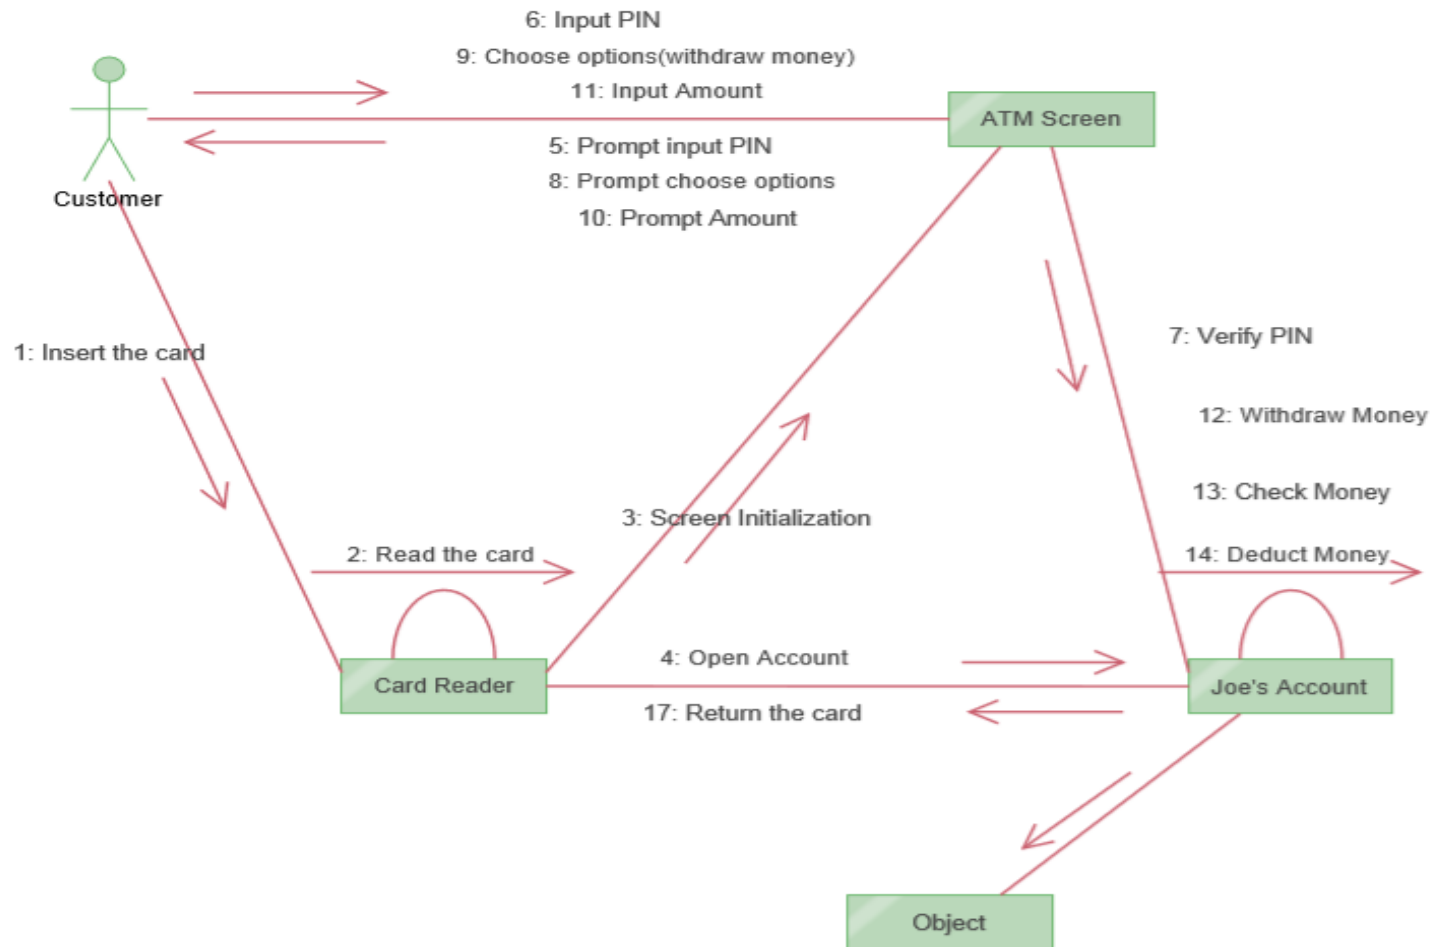 6: Input PIN
9: Choose options(withdraw money)
11: Input Amount
ATM Screen
5: Prompt input PIN
8: Prompt choose options
10: Prompt Amount
Customer
1: Insert the card
7: Verify PIN
12: Withdraw Money
13: Check Money
3: Screen Initialization
2: Read the card
14: Deduct Money
4: Open Account
Card Reader
Joe's Account
17: Return the card
Object